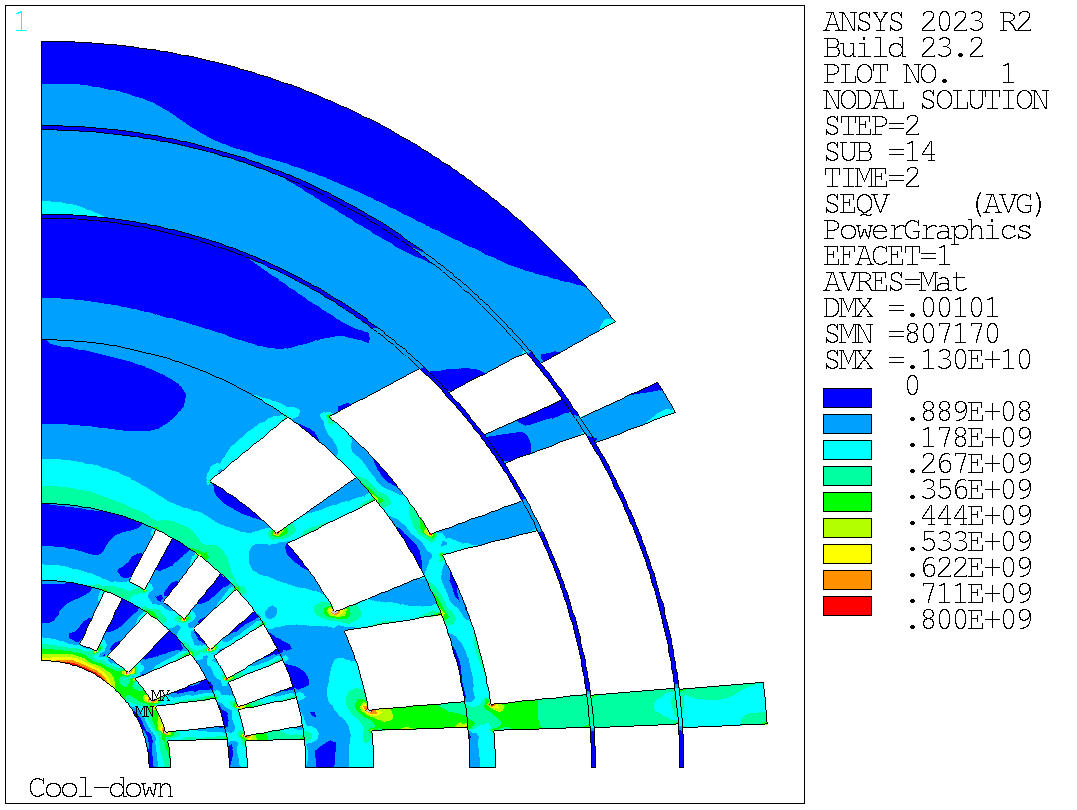 1
ANSYS 2023 R2
Build 23.2
PLOT NO.   1
NODAL SOLUTION
STEP=2
SUB =14
TIME=2
SEQV     (AVG)
PowerGraphics
EFACET=1
AVRES=Mat
DMX =.00101
SMN =807170
SMX =.130E+10
0
.889E+08
.178E+09
.267E+09
.356E+09
.444E+09
.533E+09
.622E+09
.711E+09
.800E+09
MX
MN
Cool-down